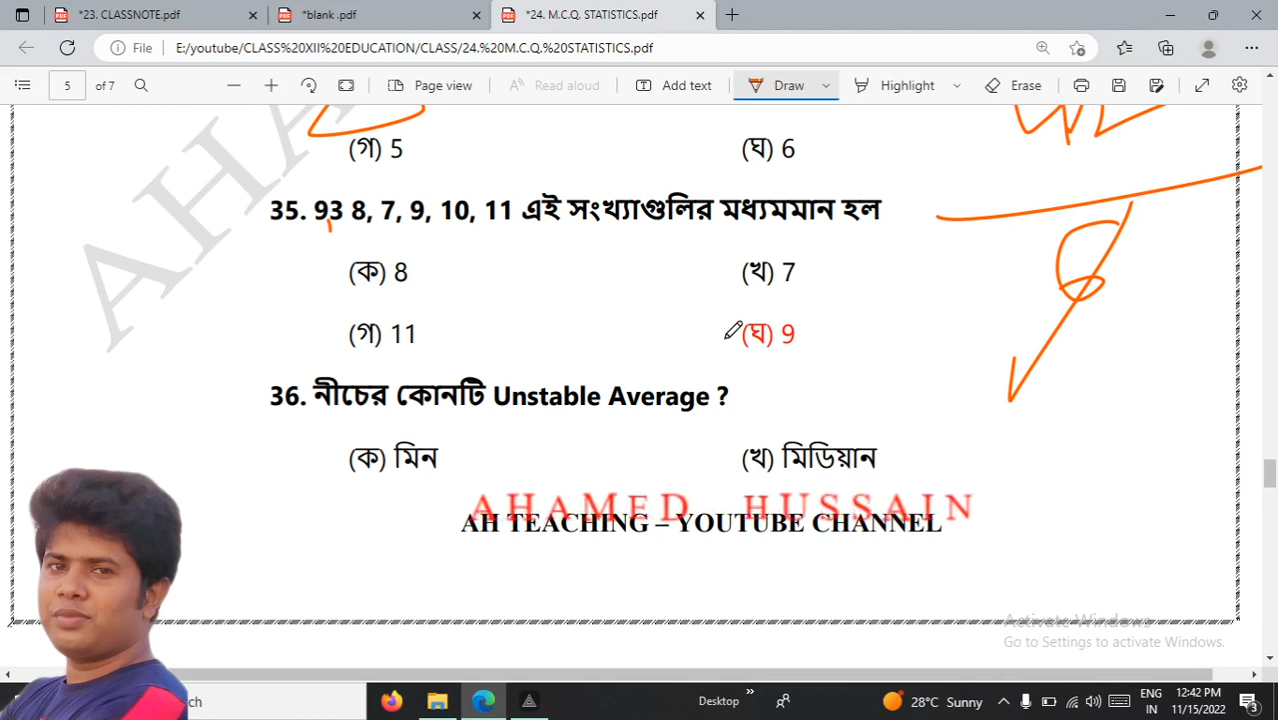 *23. CLASSNOTE.pdf
*blank .pdf
*24. M.C.Q. STATISTICS.pdf
File E:/youtube/CLASS%20XII%20EDUCATION/CLASS/24.%20M.C.Q.%20STATISTICS.pdf
5 of 7 Page view Read aloud Add text Draw Highlight Erase
AHA
(গ) 5 (ঘ) 6
35. 93 8, 7, 9, 10, 11 এই সংখ্যাগুলির মধ্যমমান হল
(ক) 8 (খ) 7
(গ) 11 (ঘ) 9
36. নীচের কোনটি Unstable Average ?
(ক) মিন (খ) মিডিয়ান
AHAMED HUSSAIN
AH TEACHING – YOUTUBE CHANNEL
Activate Windows
Go to Settings to activate Windows.
rch
Desktop
28°C Sunny
ENG
IN
12:42 PM
11/15/2022
3